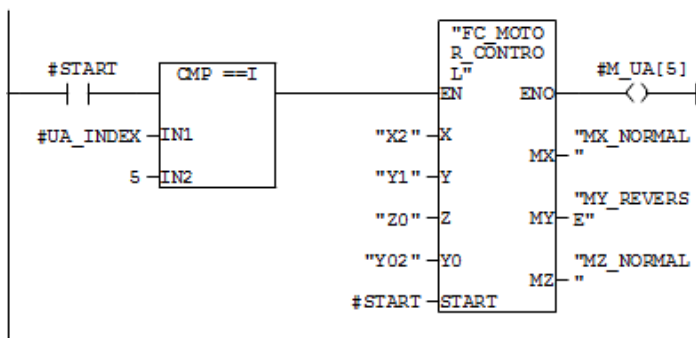 "FC_MOTO
R_CONTRO
L"
#START
CMP ==I
#M_UA[5]
EN ENO
#UA_INDEX IN1
"X2" X
"MX_NORMAL
MX "
5 IN2
"Y1" Y
"MY_REVERS
"Z0" Z
MY E"
"Y02" Y0
"MZ_NORMAL
MZ "
#START START